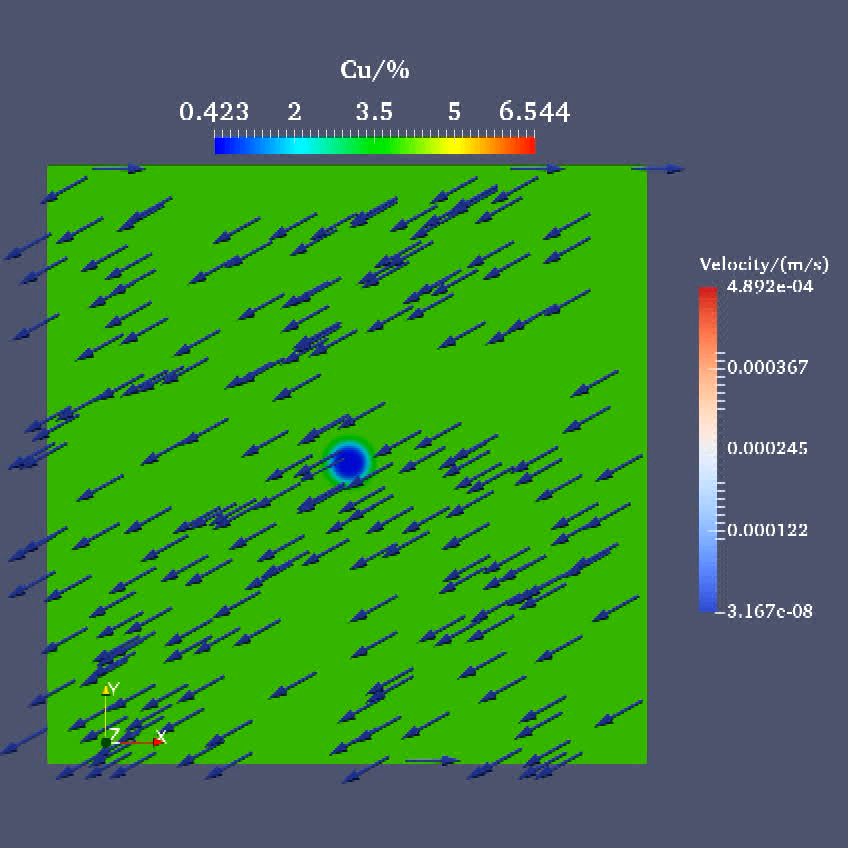 Cu/%
0.423 2 3.5 5 6.544
Velocity/(m/s)
4.892e-04
0.000367
0.000245
0.000122
3.167e-08
Y
Z X